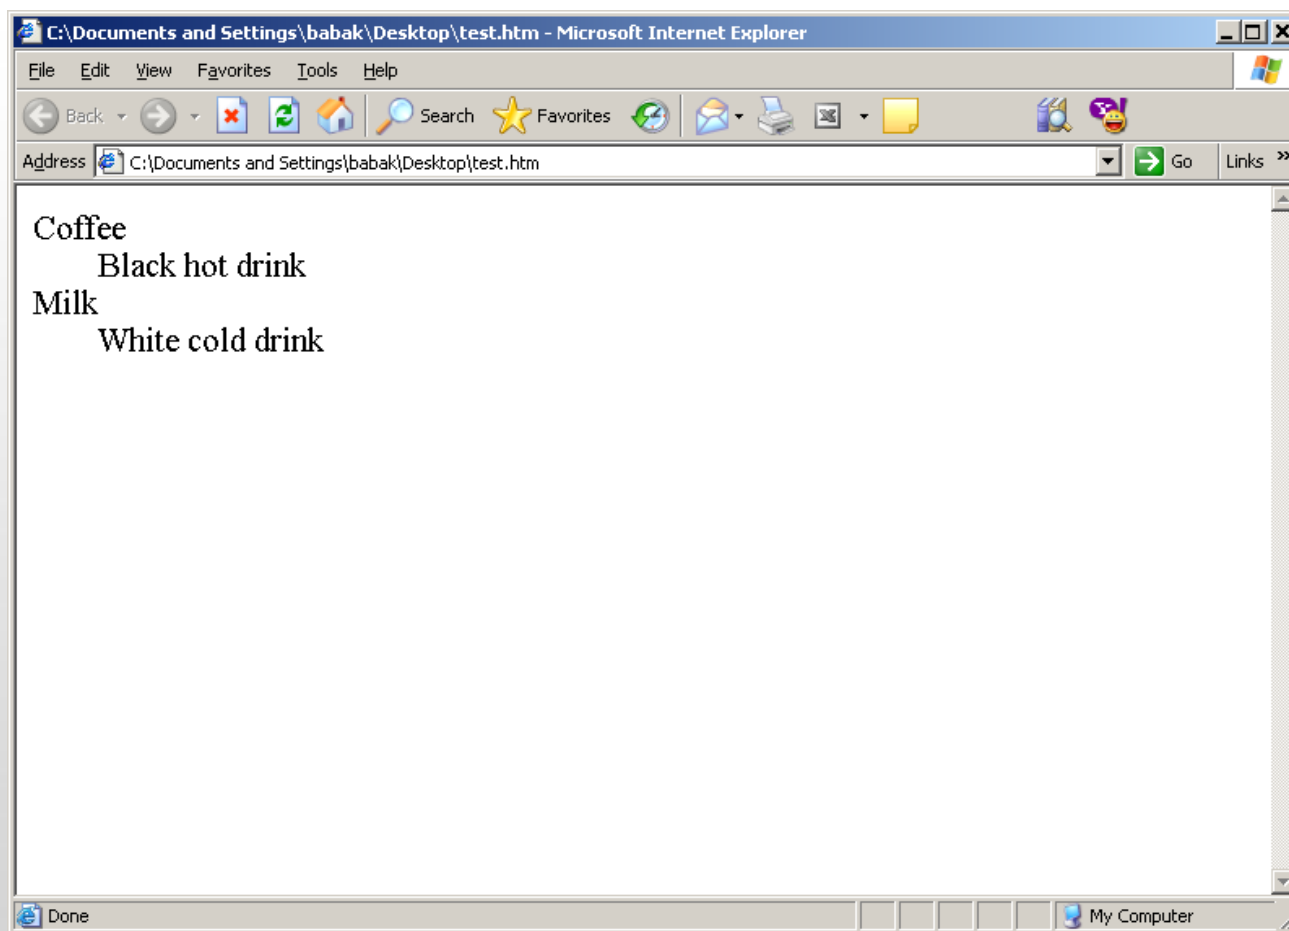 C:\Documents and Settings\babak\Desktop\test.htm - Microsoft Internet Explorer
File Edit View Favorites Tools Help
Back Search Favorites
Address C:\Documents and Settings\babak\Desktop\test.htm Go Links »
Coffee
Black hot drink
Milk
White cold drink
Done My Computer